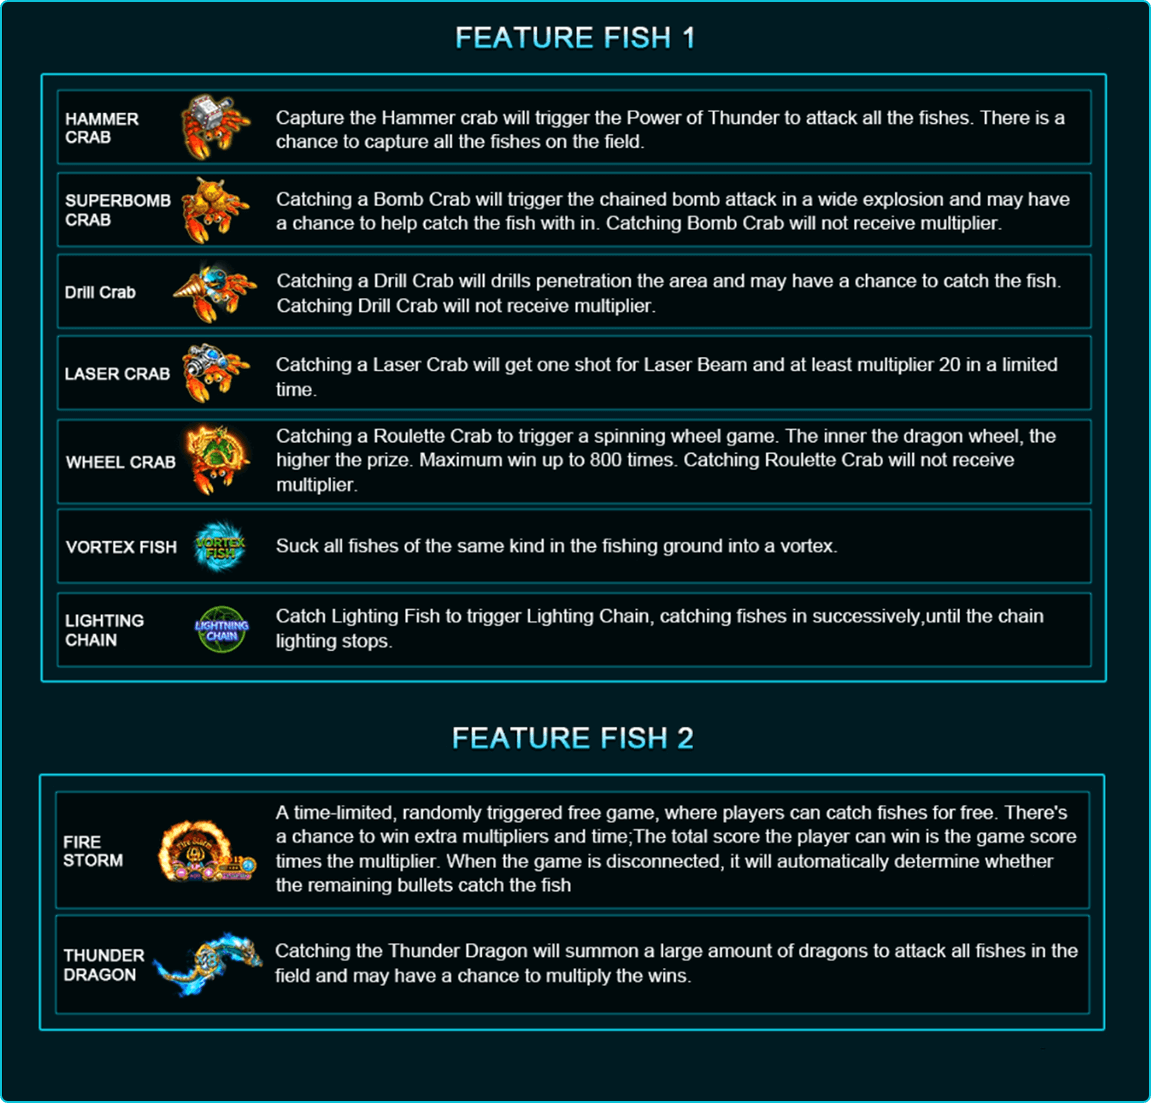 FEATURE FISH 1
HAMMER
CRAB
Capture the Hammer crab will trigger the Power of Thunder to attack all the fishes. There is a
chance to capture all the fishes on the field.
SUPERBOMB
CRAB
Catching a Bomb Crab will trigger the chained bomb attack in a wide explosion and may have
a chance to help catch the fish with in. Catching Bomb Crab will not receive multiplier.
Drill Crab
Catching a Drill Crab will drills penetration the area and may have a chance to catch the fish.
Catching Drill Crab will not receive multiplier.
LASER CRAB
Catching a Laser Crab will get one shot for Laser Beam and at least multiplier 20 in a limited
time.
WHEEL CRAB
Catching a Roulette Crab to trigger a spinning wheel game. The inner the dragon wheel, the
higher the prize. Maximum win up to 800 times. Catching Roulette Crab will not receive
multiplier.
VORTEX FISH
VORTEX
FISH
Suck all fishes of the same kind in the fishing ground into a vortex.
LIGHTING
CHAIN
LIGHTNING
CHAIN
Catch Lighting Fish to trigger Lighting Chain, catching fishes in successively,until the chain
lighting stops.
FEATURE FISH 2
FIRE
STORM
A time-limited, randomly triggered free game, where players can catch fishes for free. There's
a chance to win extra multipliers and time;The total score the player can win is the game score
times the multiplier. When the game is disconnected, it will automatically determine whether
the remaining bullets catch the fish
THUNDER
DRAGON
Catching the Thunder Dragon will summon a large amount of dragons to attack all fishes in the
field and may have a chance to multiply the wins.